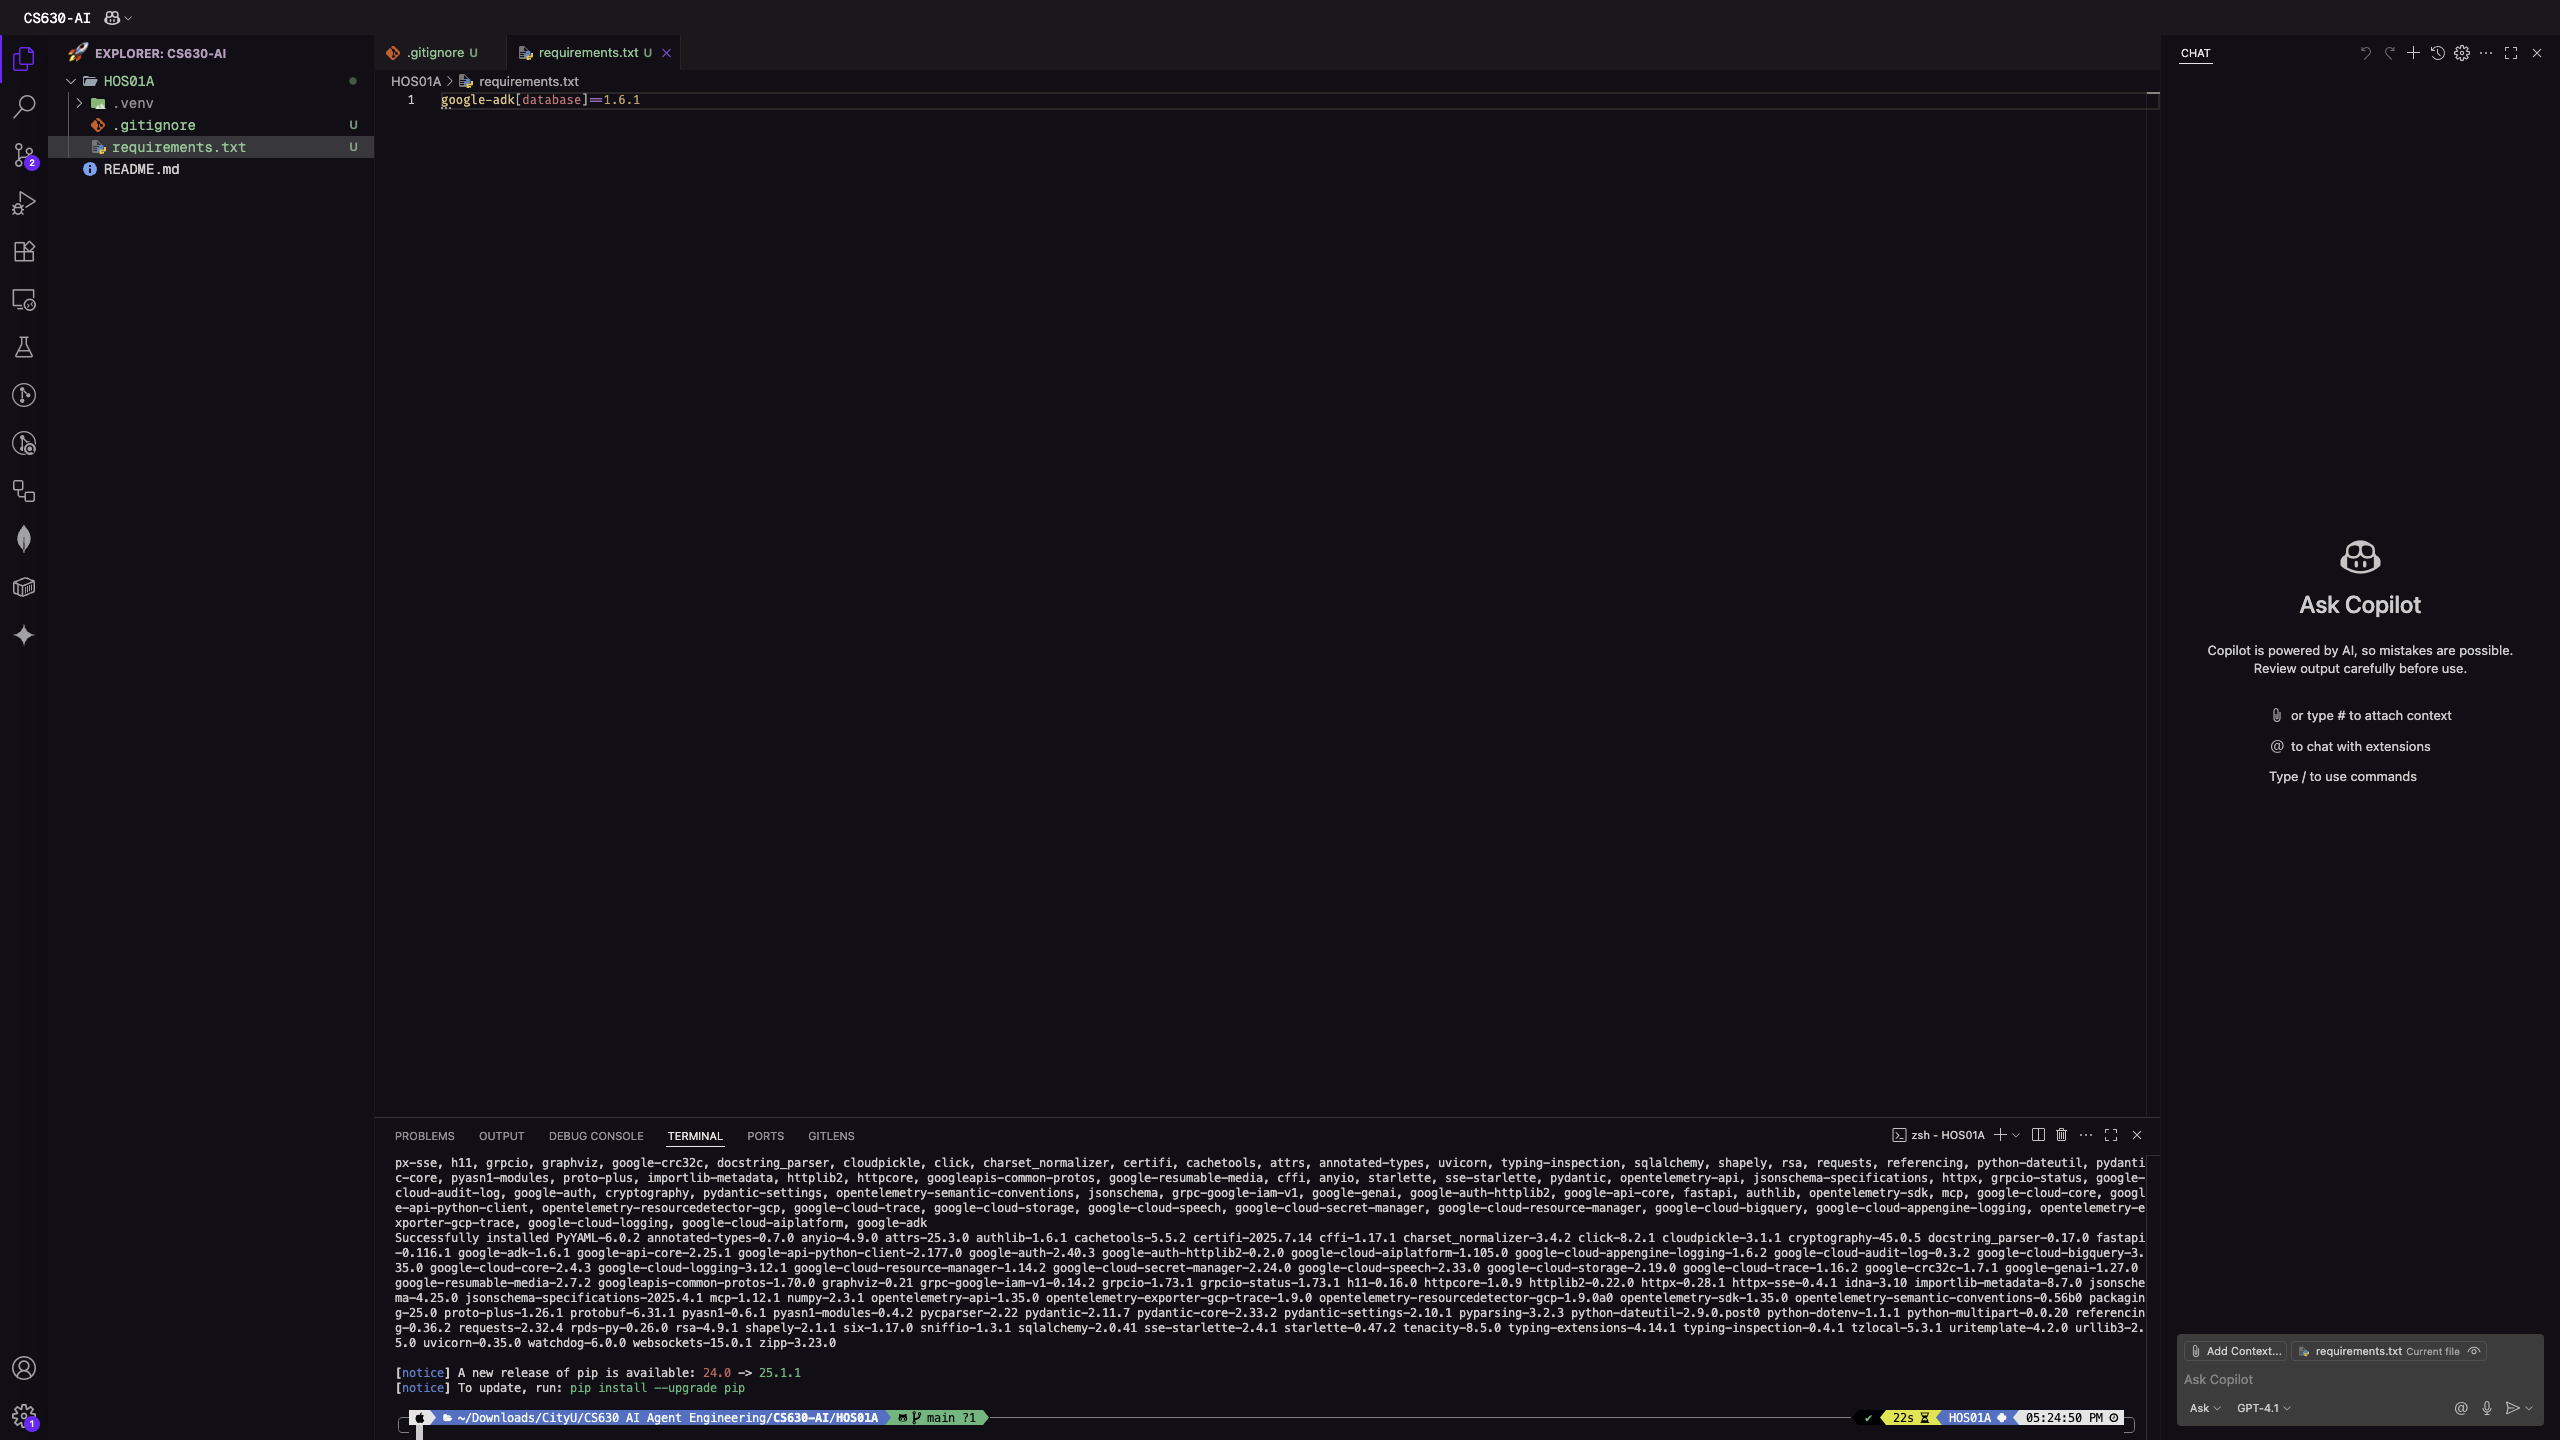 CS630-AI
EXPLORER: CS630-AI
HOS01A
.venv
.gitignore U
requirements.txt U
README.md
2
1
.gitignore U
requirements.txt U
HOS01A > requirements.txt
1 google-adk[database]==1.6.1
PROBLEMS OUTPUT DEBUG CONSOLE TERMINAL PORTS GITLENS
zsh - HOS01A
px-sse, h11, grpcio, graphviz, google-crc32c, docstring_parser, cloudpickle, click, charset_normalizer, certifi, cachetools, attrs, annotated-types, uvicorn, typing-inspection, sqlalchemy, shapely, rsa, requests, referencing, python-dateutil, pydanti
c-core, pyasn1-modules, proto-plus, importlib-metadata, httplib2, httpcore, googleapis-common-protos, google-resumable-media, cffi, anyio, starlette, sse-starlette, pydantic, opentelemetry-api, jsonschema-specifications, httpx, grpcio-status, google-
cloud-audit-log, google-auth, cryptography, pydantic-settings, opentelemetry-semantic-conventions, jsonschema, grpc-google-iam-v1, google-genai, google-auth-httplib2, google-api-core, fastapi, authlib, opentelemetry-sdk, mcp, google-cloud-core, googl
e-api-python-client, opentelemetry-resourcedetector-gcp, google-cloud-trace, google-cloud-storage, google-cloud-speech, google-cloud-secret-manager, google-cloud-resource-manager, google-cloud-bigquery, google-cloud-appengine-logging, opentelemetry-e
xporter-gcp-trace, google-cloud-logging, google-cloud-aiplatform, google-adk
Successfully installed PyYAML-6.0.2 annotated-types-0.7.0 anyio-4.9.0 attrs-25.3.0 authlib-1.6.1 cachetools-5.5.2 certifi-2025.7.14 cffi-1.17.1 charset_normalizer-3.4.2 click-8.2.1 cloudpickle-3.1.1 cryptography-45.0.5 docstring_parser-0.17.0 fastapi
-0.116.1 google-adk-1.6.1 google-api-core-2.25.1 google-api-python-client-2.177.0 google-auth-2.40.3 google-auth-httplib2-0.2.0 google-cloud-aiplatform-1.105.0 google-cloud-appengine-logging-1.6.2 google-cloud-audit-log-0.3.2 google-cloud-bigquery-3.
35.0 google-cloud-core-2.4.3 google-cloud-logging-3.12.1 google-cloud-resource-manager-1.14.2 google-cloud-secret-manager-2.24.0 google-cloud-speech-2.33.0 google-cloud-storage-2.19.0 google-cloud-trace-1.16.2 google-crc32c-1.7.1 google-genai-1.27.0
google-resumable-media-2.7.2 googleapis-common-protos-1.70.0 graphviz-0.21 grpc-google-iam-v1-0.14.2 grpcio-1.73.1 grpcio-status-1.73.1 h11-0.16.0 httpcore-1.0.9 httplib2-0.22.0 httpx-0.28.1 httpx-sse-0.4.1 idna-3.10 importlib-metadata-8.7.0 jsonsche
ma-4.25.0 jsonschema-specifications-2025.4.1 mcp-1.12.1 numpy-2.3.1 opentelemetry-api-1.35.0 opentelemetry-exporter-gcp-trace-1.9.0 opentelemetry-resourcedetector-gcp-1.9.0a0 opentelemetry-sdk-1.35.0 opentelemetry-semantic-conventions-0.56b0 packagin
g-25.0 proto-plus-1.26.1 protobuf-6.31.1 pyasn1-0.6.1 pyasn1-modules-0.4.2 pycparser-2.22 pydantic-2.11.7 pydantic-core-2.33.2 pydantic-settings-2.10.1 pyparsing-3.2.3 python-dateutil-2.9.0.post0 python-dotenv-1.1.1 python-multipart-0.0.20 referencin
g-0.36.2 requests-2.32.4 rpds-py-0.26.0 rsa-4.9.1 shapely-2.1.1 six-1.17.0 sniffio-1.3.1 sqlalchemy-2.0.41 sse-starlette-2.4.1 starlette-0.47.2 tenacity-8.5.0 typing-extensions-4.14.1 typing-inspection-0.4.1 tzlocal-5.3.1 uritemplate-4.2.0 urllib3-2.
5.0 uvicorn-0.35.0 watchdog-6.0.0 websockets-15.0.1 zipp-3.23.0
[notice] A new release of pip is available: 24.0 -> 25.1.1
[notice] To update, run: pip install --upgrade pip
~/Downloads/CityU/CS630 AI Agent Engineering/CS630-AI/HOS01A main ?1 ✔ 22s HOS01A 05:24:50 PM
CHAT
Ask Copilot
Copilot is powered by AI, so mistakes are possible.
Review output carefully before use.
or type # to attach context
@ to chat with extensions
Type / to use commands
Add Context... requirements.txt Current file
Ask Copilot
Ask GPT-4.1 @